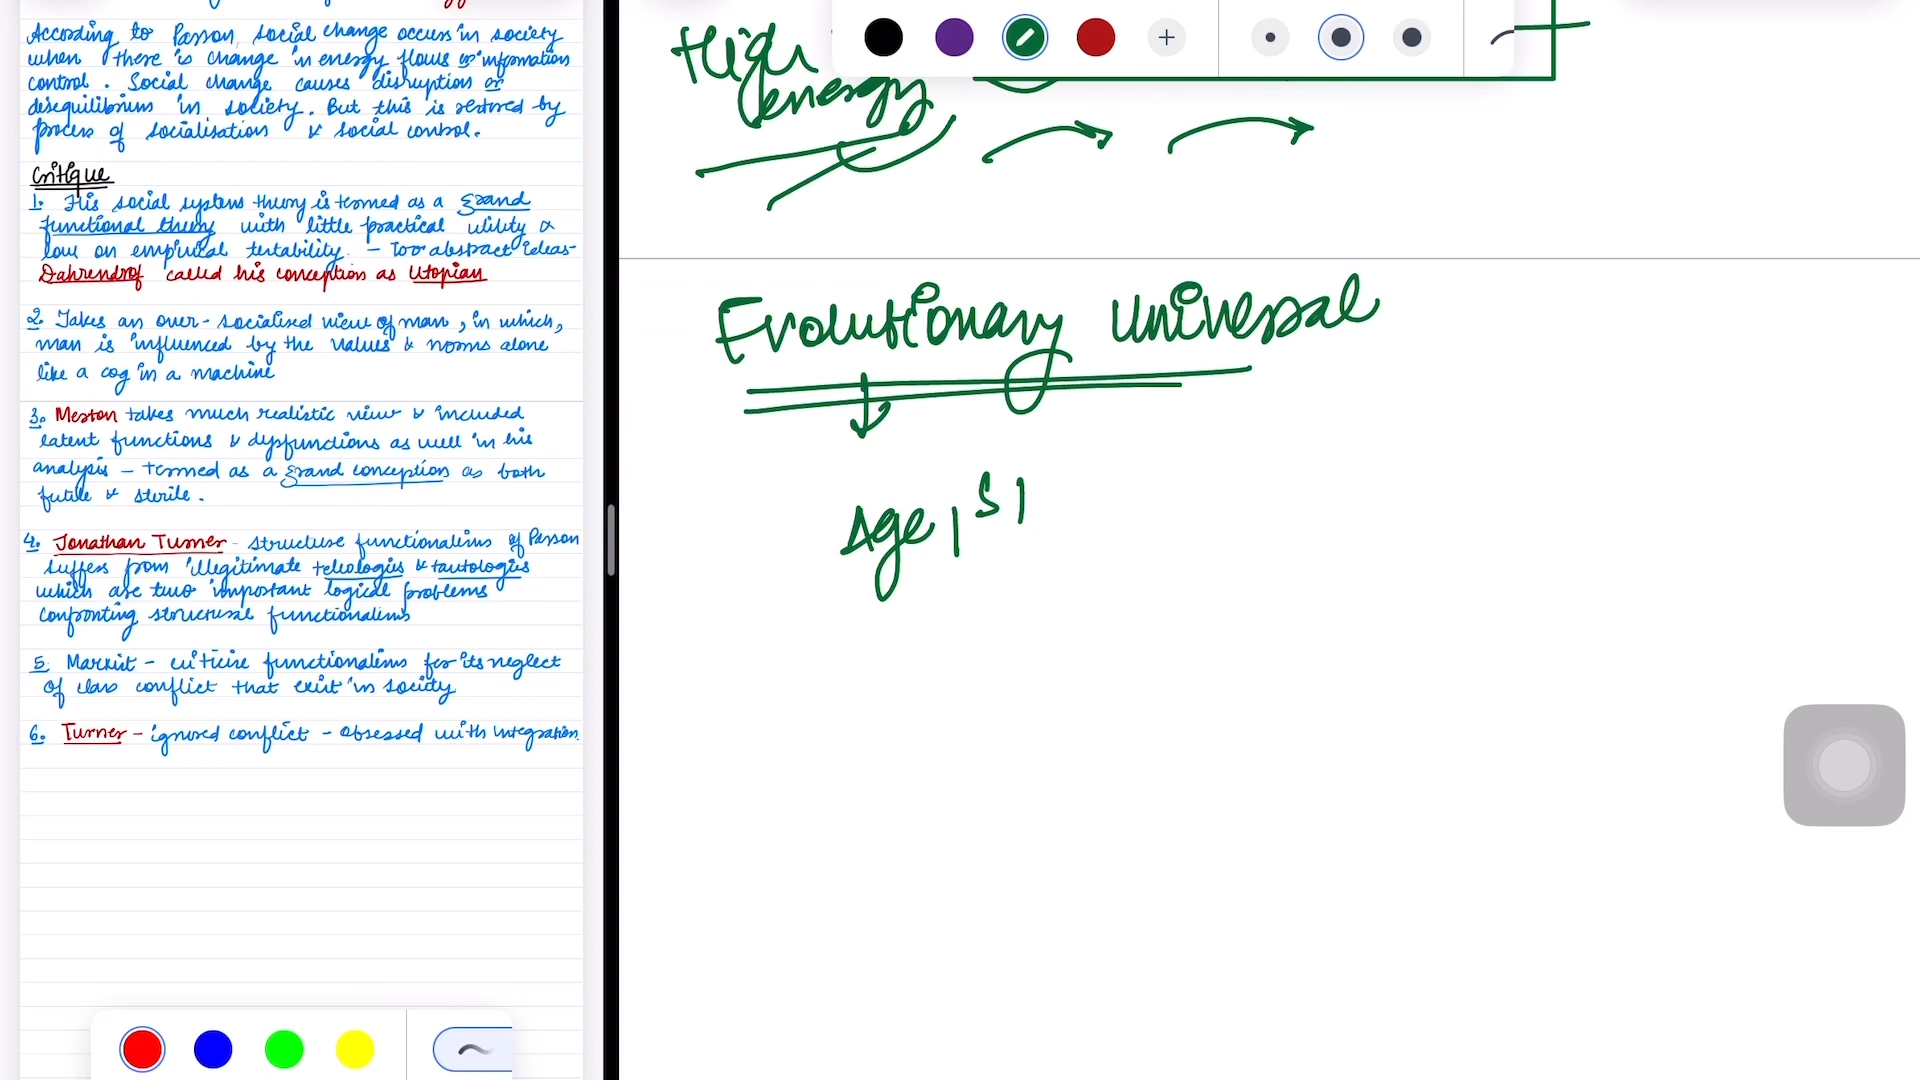 According to Parson, social change occurs in society
when there is change in energy flows or information
control. Social change causes disruption or
disequilibrium in society. But this is restored by
process of socialisation & social control.
Critique
1. His social system theory is termed as a grand
functional theory with little practical utility &
low on empirical testability. - Too abstract ideas-
Dahrendrof called his conception as Utopian
2. Takes an over-socialised view of man, in which,
man is influenced by the values & norms alone
like a cog in a machine
3. Merton takes much realistic view & included
latent functions & dysfunctions as well in his
analysis - termed as a grand conception as both
futile & sterile.
4. Jonathan Turner - structure functionalism of Parson
suffers from illegitimate teleologies & tautologies
which are two important logical problems
confronting structural functionalism
5. Marxist - criticise functionalism for its neglect
of class conflict that exist in society
6. Turner - ignored conflict - obsessed with integration.
High
energy
Evolutionary Universal
Age, S